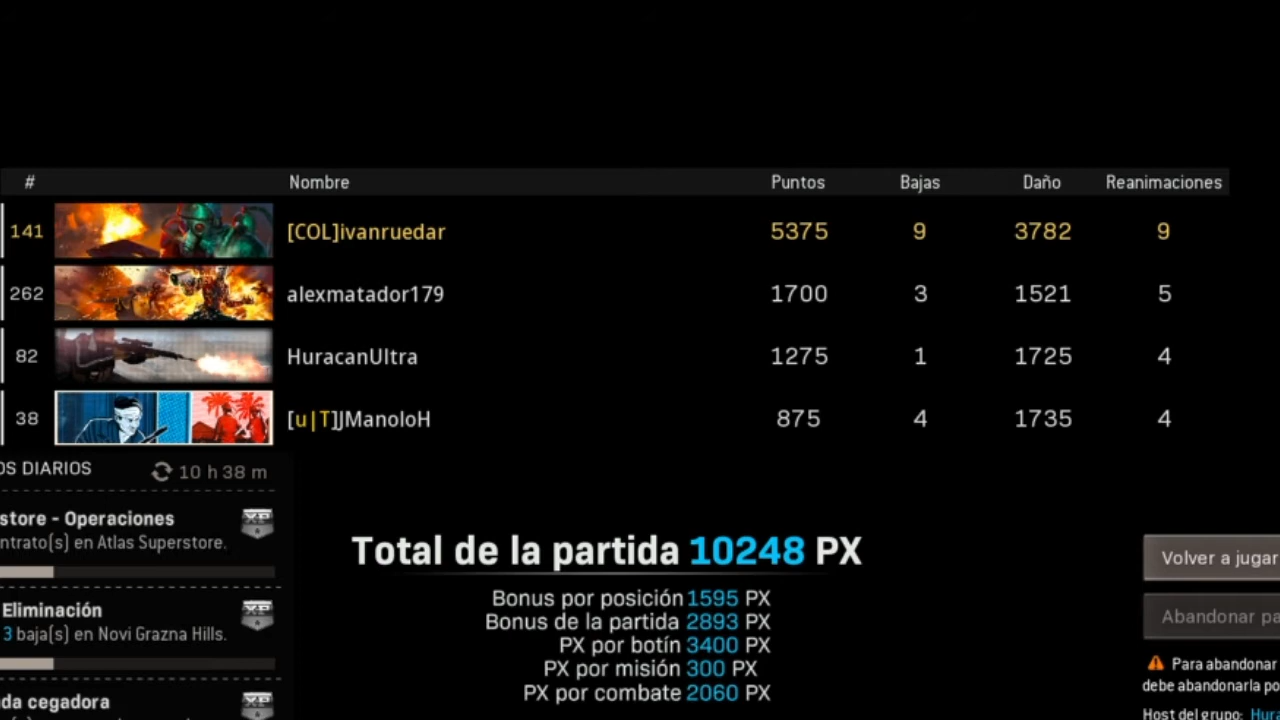 # Nombre Puntos Bajas Daño Reanimaciones
141 [COL]ivanruedar 5375 9 3782 9
262 alexmatador179 1700 3 1521 5
82 HuracanUltra 1275 1 1725 4
38 [u|T]JManoloH 875 4 1735 4
OS DIARIOS 10 h 38 m
store - Operaciones XP
ntrato(s) en Atlas Superstore.
Eliminación XP
3 baja(s) en Novi Grazna Hills.
da cegadora XP
Total de la partida 10248 PX
Bonus por posición 1595 PX
Bonus de la partida 2893 PX
PX por botín 3400 PX
PX por misión 300 PX
PX por combate 2060 PX
Volver a jugar
Abandonar pa
Para abandonar
debe abandonarla po
Host del grupo: Hura